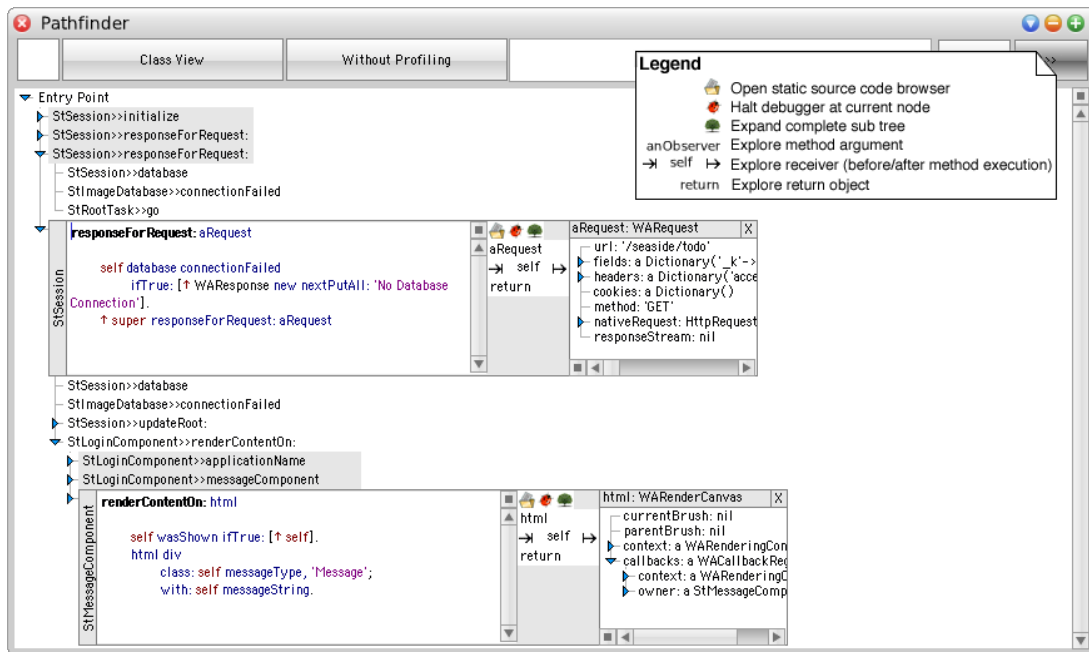 Pathfinder
Class View
Without Profiling
>>
Legend
Open static source code browser
Halt debugger at current node
Expand complete sub tree
anObserver Explore method argument
self Explore receiver (before/after method execution)
return Explore return object
Entry Point
StSession>>initialize
StSession>>responseForRequest:
StSession>>responseForRequest:
StSession>>database
StImageDatabase>>connectionFailed
StRootTask>>go
StSession
responseForRequest: aRequest
self database connectionFailed
ifTrue: [↑ WAResponse new nextPutAll: 'No Database
Connection'].
↑ super responseForRequest: aRequest
aRequest
self
return
aRequest: WARequest X
url: '/seaside/todo'
fields: a Dictionary('_k'->
headers: a Dictionary('acce
cookies: a Dictionary()
method: 'GET'
nativeRequest: HttpRequest
responseStream: nil
StSession>>database
StImageDatabase>>connectionFailed
StSession>>updateRoot:
StLoginComponent>>renderContentOn:
StLoginComponent>>applicationName
StLoginComponent>>messageComponent
StMessageComponent
renderContentOn: html
self wasShown ifTrue: [↑ self].
html div
class: self messageType, 'Message';
with: self messageString.
html
self
return
html: WARenderCanvas X
currentBrush: nil
parentBrush: nil
context: a WARenderingCon
callbacks: a WACallbackReg
context: a WARenderingC
owner: a StMessageComp